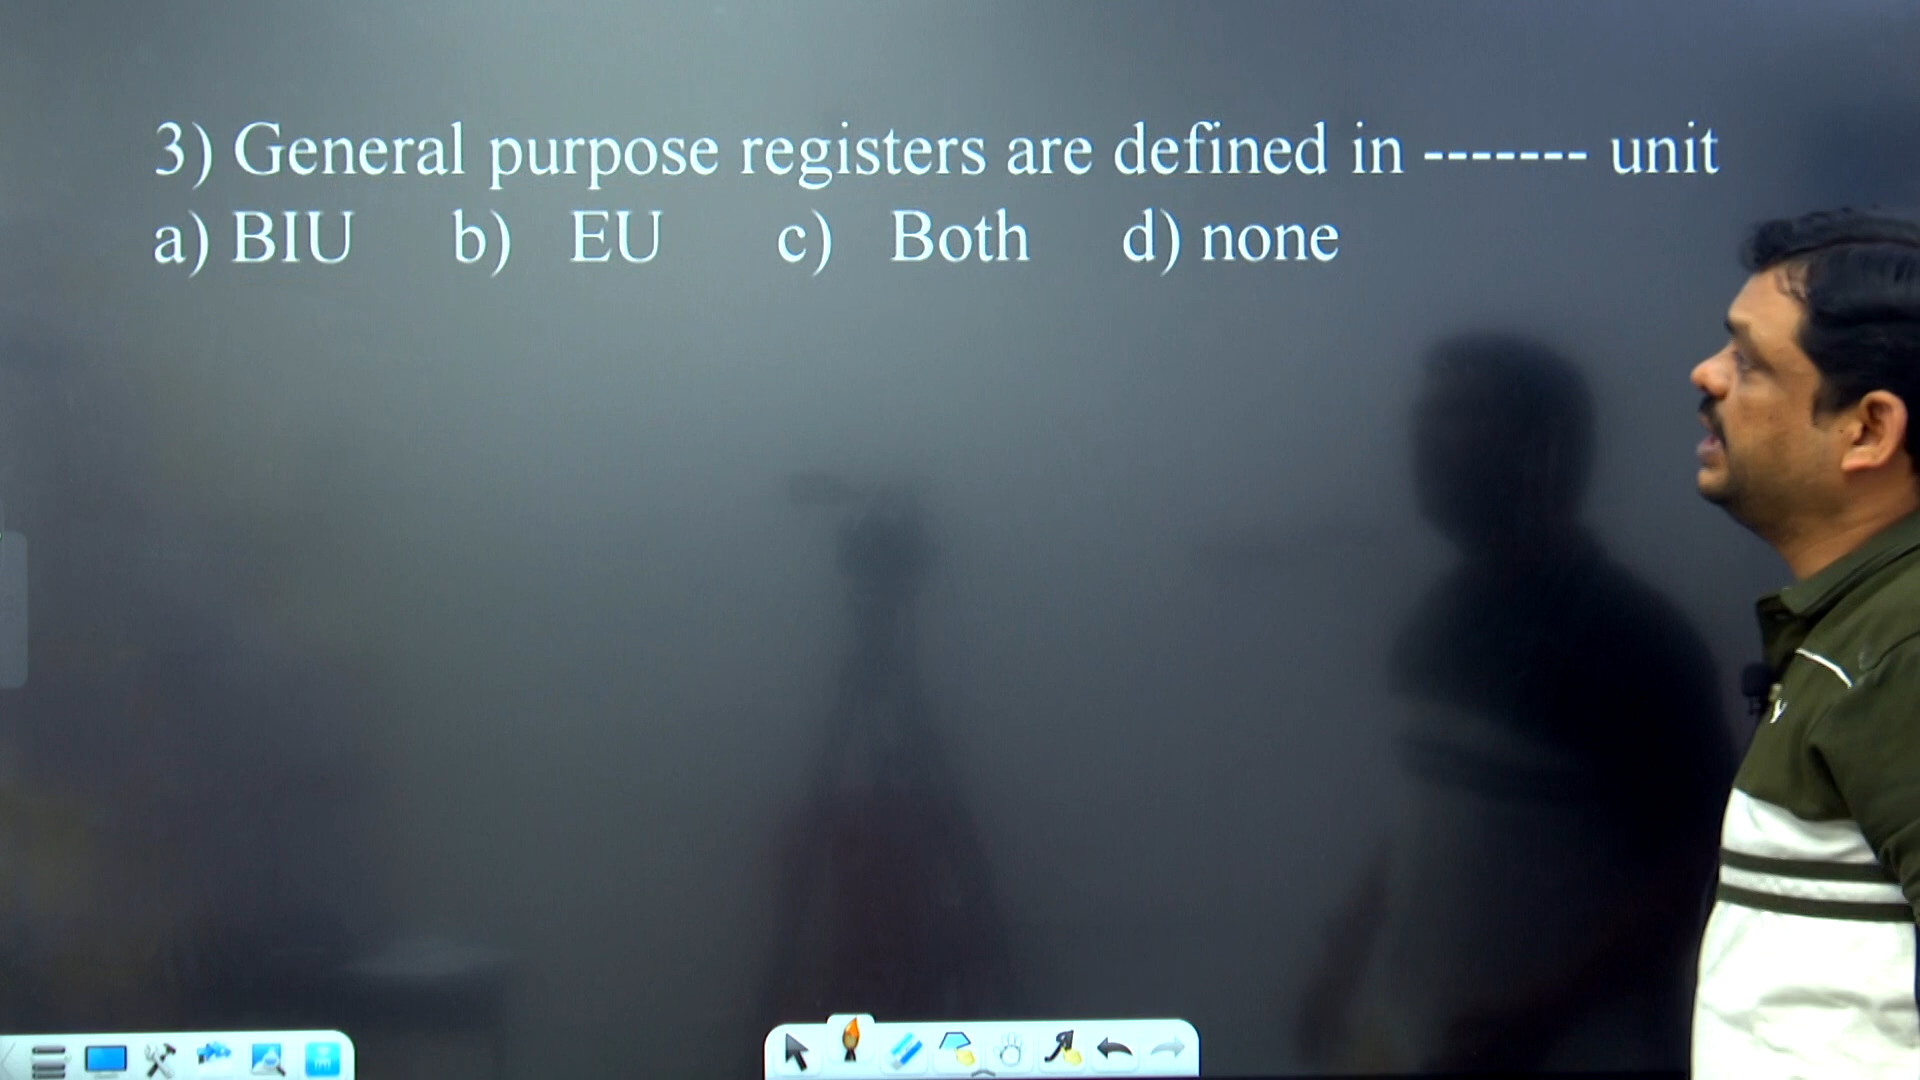 3) General purpose registers are defined in ------- unit
a) BIU b) EU c) Both d) none